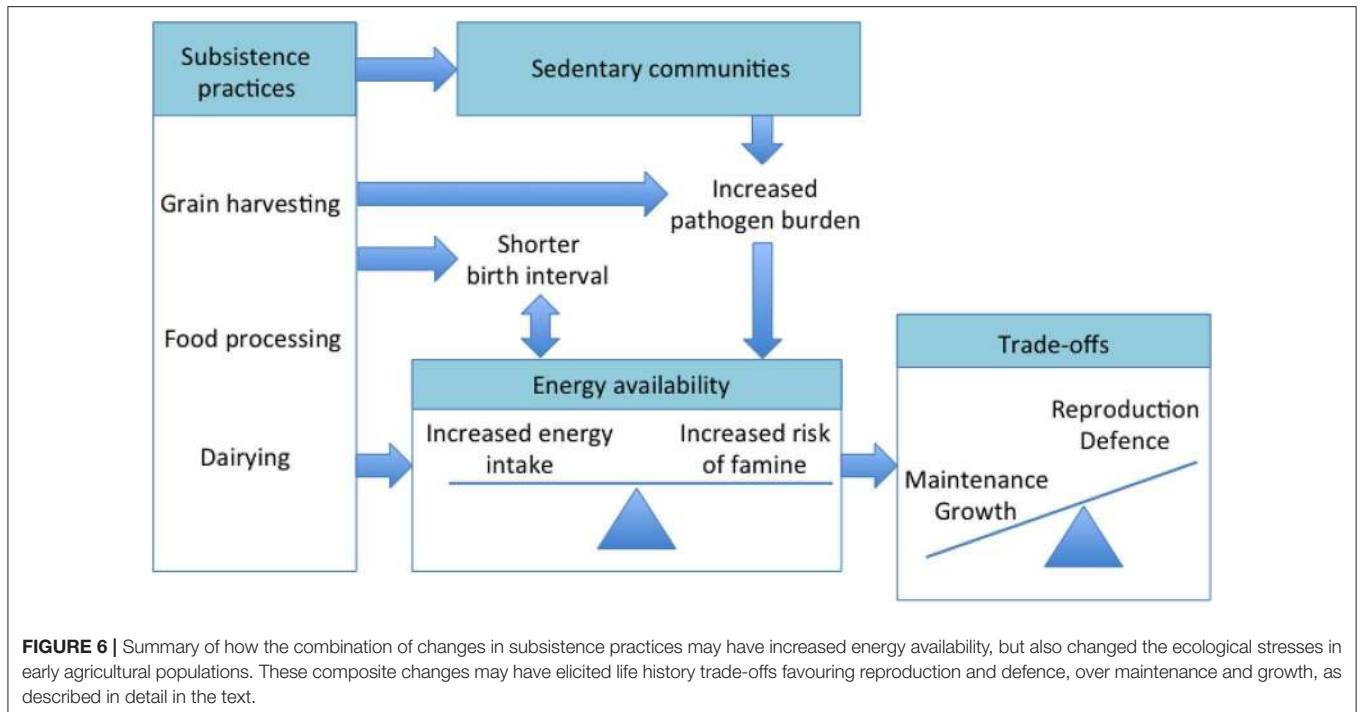 Subsistence
practices
Sedentary communities
Grain harvesting
Increased
pathogen burden
Shorter
birth interval
Food processing
Dairying
Energy availability
Increased energy
intake
Increased risk
of famine
Trade-offs
Reproduction
Defence
Maintenance
Growth
FIGURE 6 | Summary of how the combination of changes in subsistence practices may have increased energy availability, but also changed the ecological stresses in
early agricultural populations. These composite changes may have elicited life history trade-offs favouring reproduction and defence, over maintenance and growth, as
described in detail in the text.